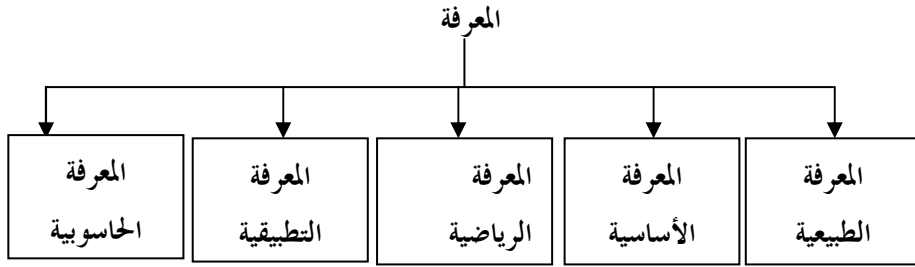 المعرفة
المعرفة
الطبيعية
المعرفة
الأساسية
المعرفة
الرياضية
المعرفة
التطبيقية
المعرفة
الحاسوبية